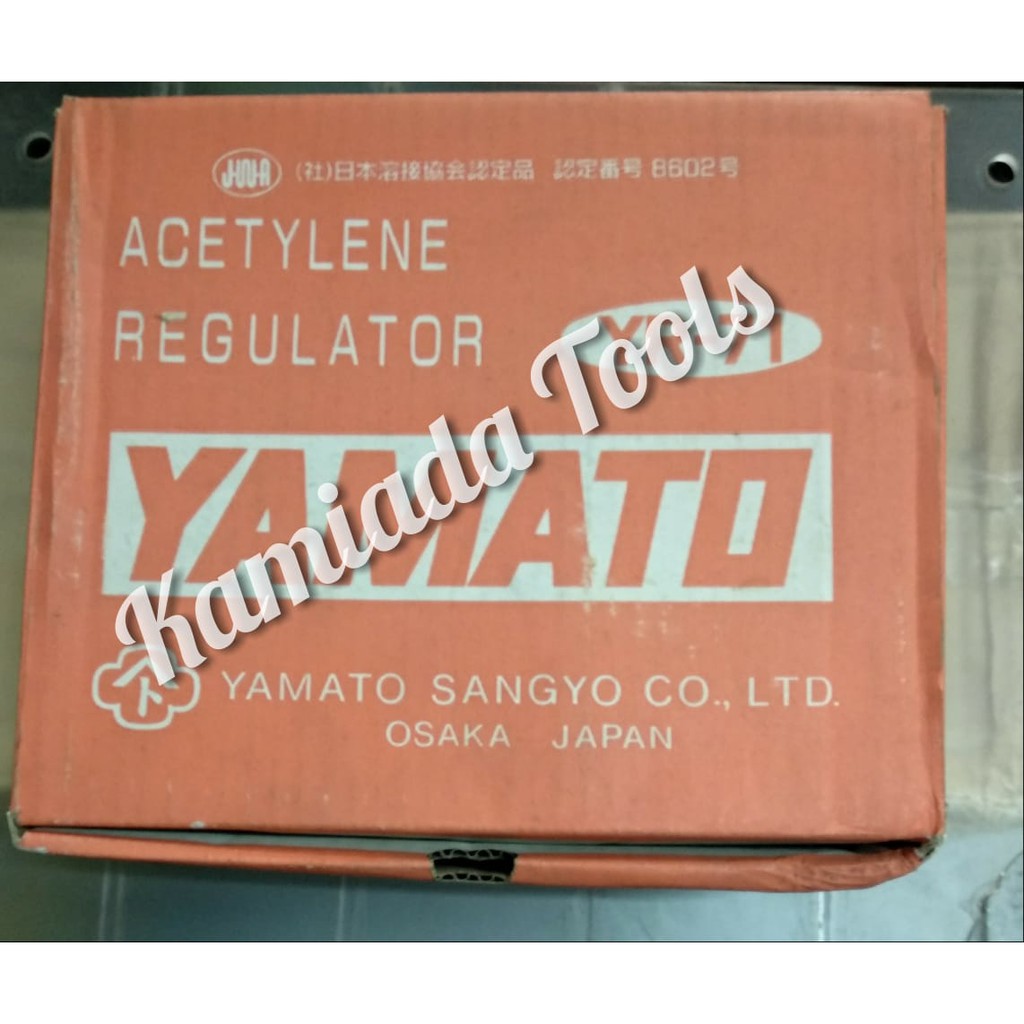 (社)日本溶接協会認定品 認定番号 8602号
ACETYLENE
REGULATOR
YAMATO
Kamiada Tools
YAMATO SANGYO CO., LTD.
OSAKA JAPAN